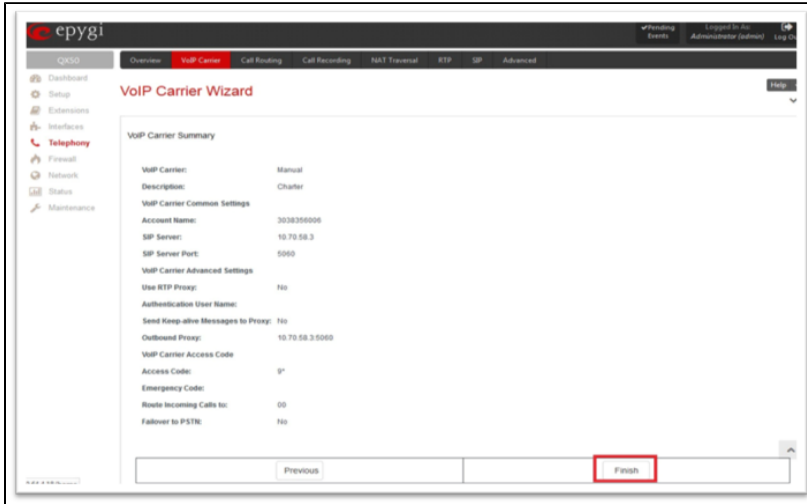 epygi
Pending Events
Logged In As: Administrator (admin)
Log Ou
QX50
Overview VoIP Carrier Call Routing Call Recording NAT Traversal RTP SIP Advanced
Dashboard
Setup
Extensions
Interfaces
Telephony
Firewall
Network
Status
Maintenance
Help
VoIP Carrier Wizard
VoIP Carrier Summary
VoIP Carrier: Manual
Description: Charter
VoIP Carrier Common Settings
Account Name: 3038356006
SIP Server: 10.70.58.3
SIP Server Port: 5060
VoIP Carrier Advanced Settings
Use RTP Proxy: No
Authentication User Name:
Send Keep-alive Messages to Proxy: No
Outbound Proxy: 10.70.58.3:5060
VoIP Carrier Access Code
Access Code: 9*
Emergency Code:
Route Incoming Calls to: 00
Failover to PSTN: No
Previous Finish